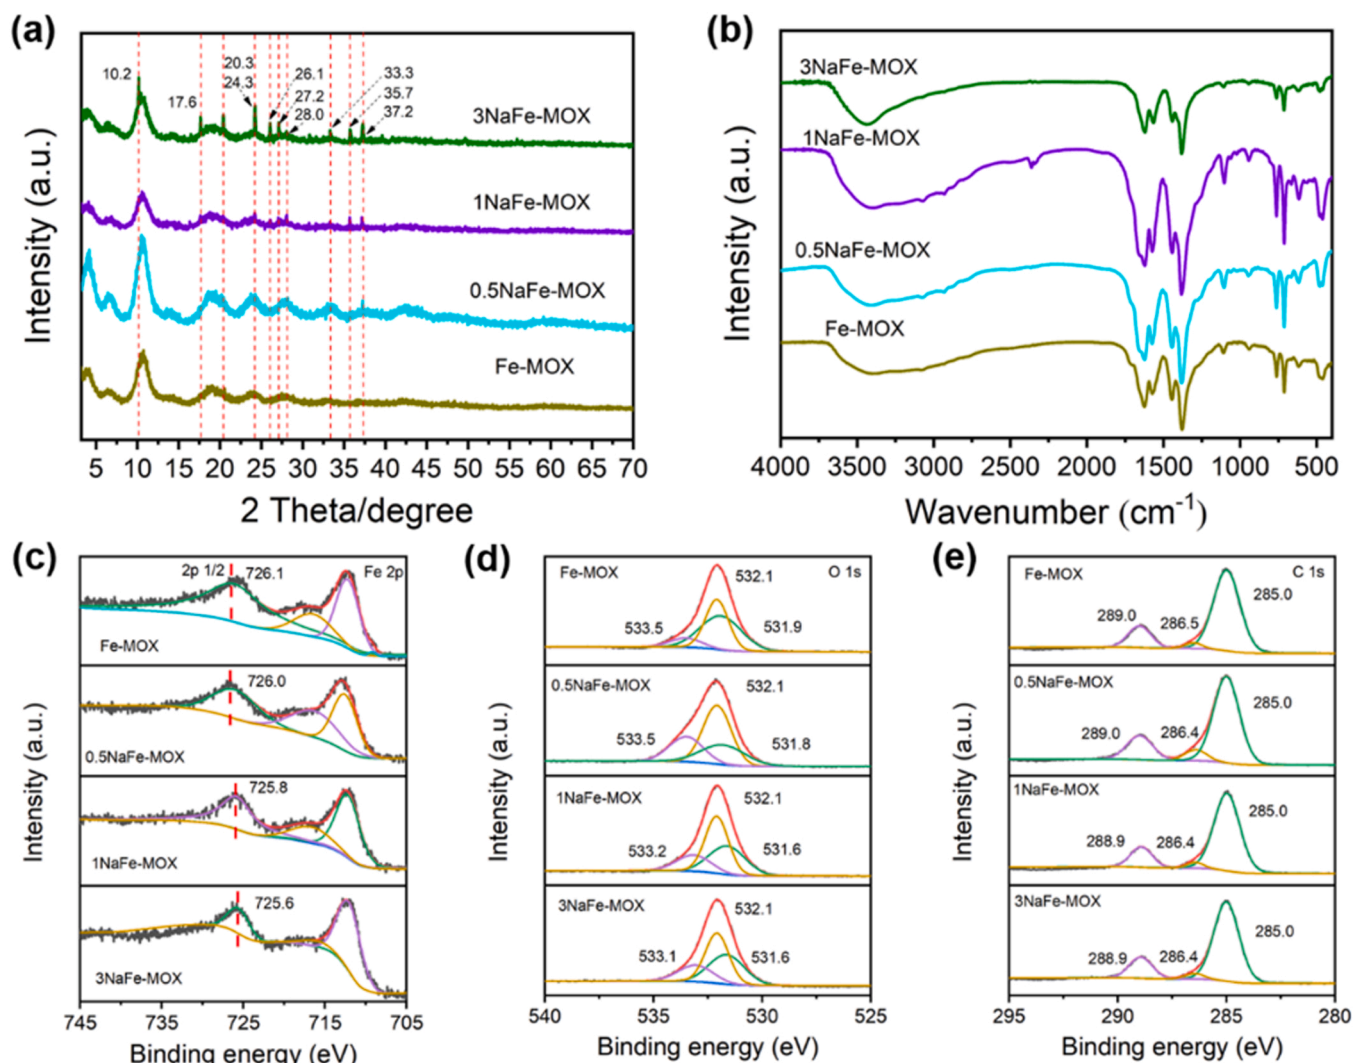 (a)
Intensity (a.u.)
10.2
17.6
20.3
24.3
26.1
27.2
28.0
33.3
35.7
37.2
3NaFe-MOX
1NaFe-MOX
0.5NaFe-MOX
Fe-MOX
5 10 15 20 25 30 35 40 45 50 55 60 65 70
2 Theta/degree
(b)
Intensity (a.u.)
3NaFe-MOX
1NaFe-MOX
0.5NaFe-MOX
Fe-MOX
4000 3500 3000 2500 2000 1500 1000 500
Wavenumber (cm-1)
(c)
Intensity (a.u.)
2p 1/2 726.1 Fe 2p
Fe-MOX
726.0
0.5NaFe-MOX
725.8
1NaFe-MOX
725.6
3NaFe-MOX
745 735 725 715 705
Binding energy (eV)
(d)
Intensity (a.u.)
Fe-MOX 532.1 O 1s
533.5 531.9
0.5NaFe-MOX 532.1
533.5 531.8
1NaFe-MOX 532.1
533.2 531.6
3NaFe-MOX 532.1
533.1 531.6
540 535 530 525
Binding energy (eV)
(e)
Intensity (a.u.)
Fe-MOX C 1s
289.0 286.5 285.0
0.5NaFe-MOX
289.0 286.4 285.0
1NaFe-MOX
288.9 286.4 285.0
3NaFe-MOX
288.9 286.4 285.0
295 290 285 280
Binding energy (eV)